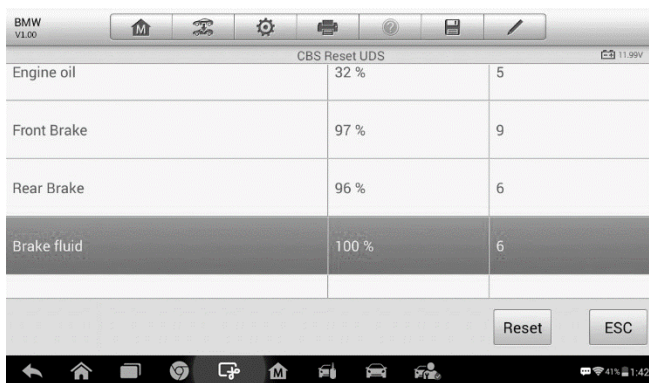 BMW
V1.00
CBS Reset UDS
11.99V
Engine oil 32 % 5
Front Brake 97 % 9
Rear Brake 96 % 6
Brake fluid 100 % 6
Reset ESC
41% 1:42